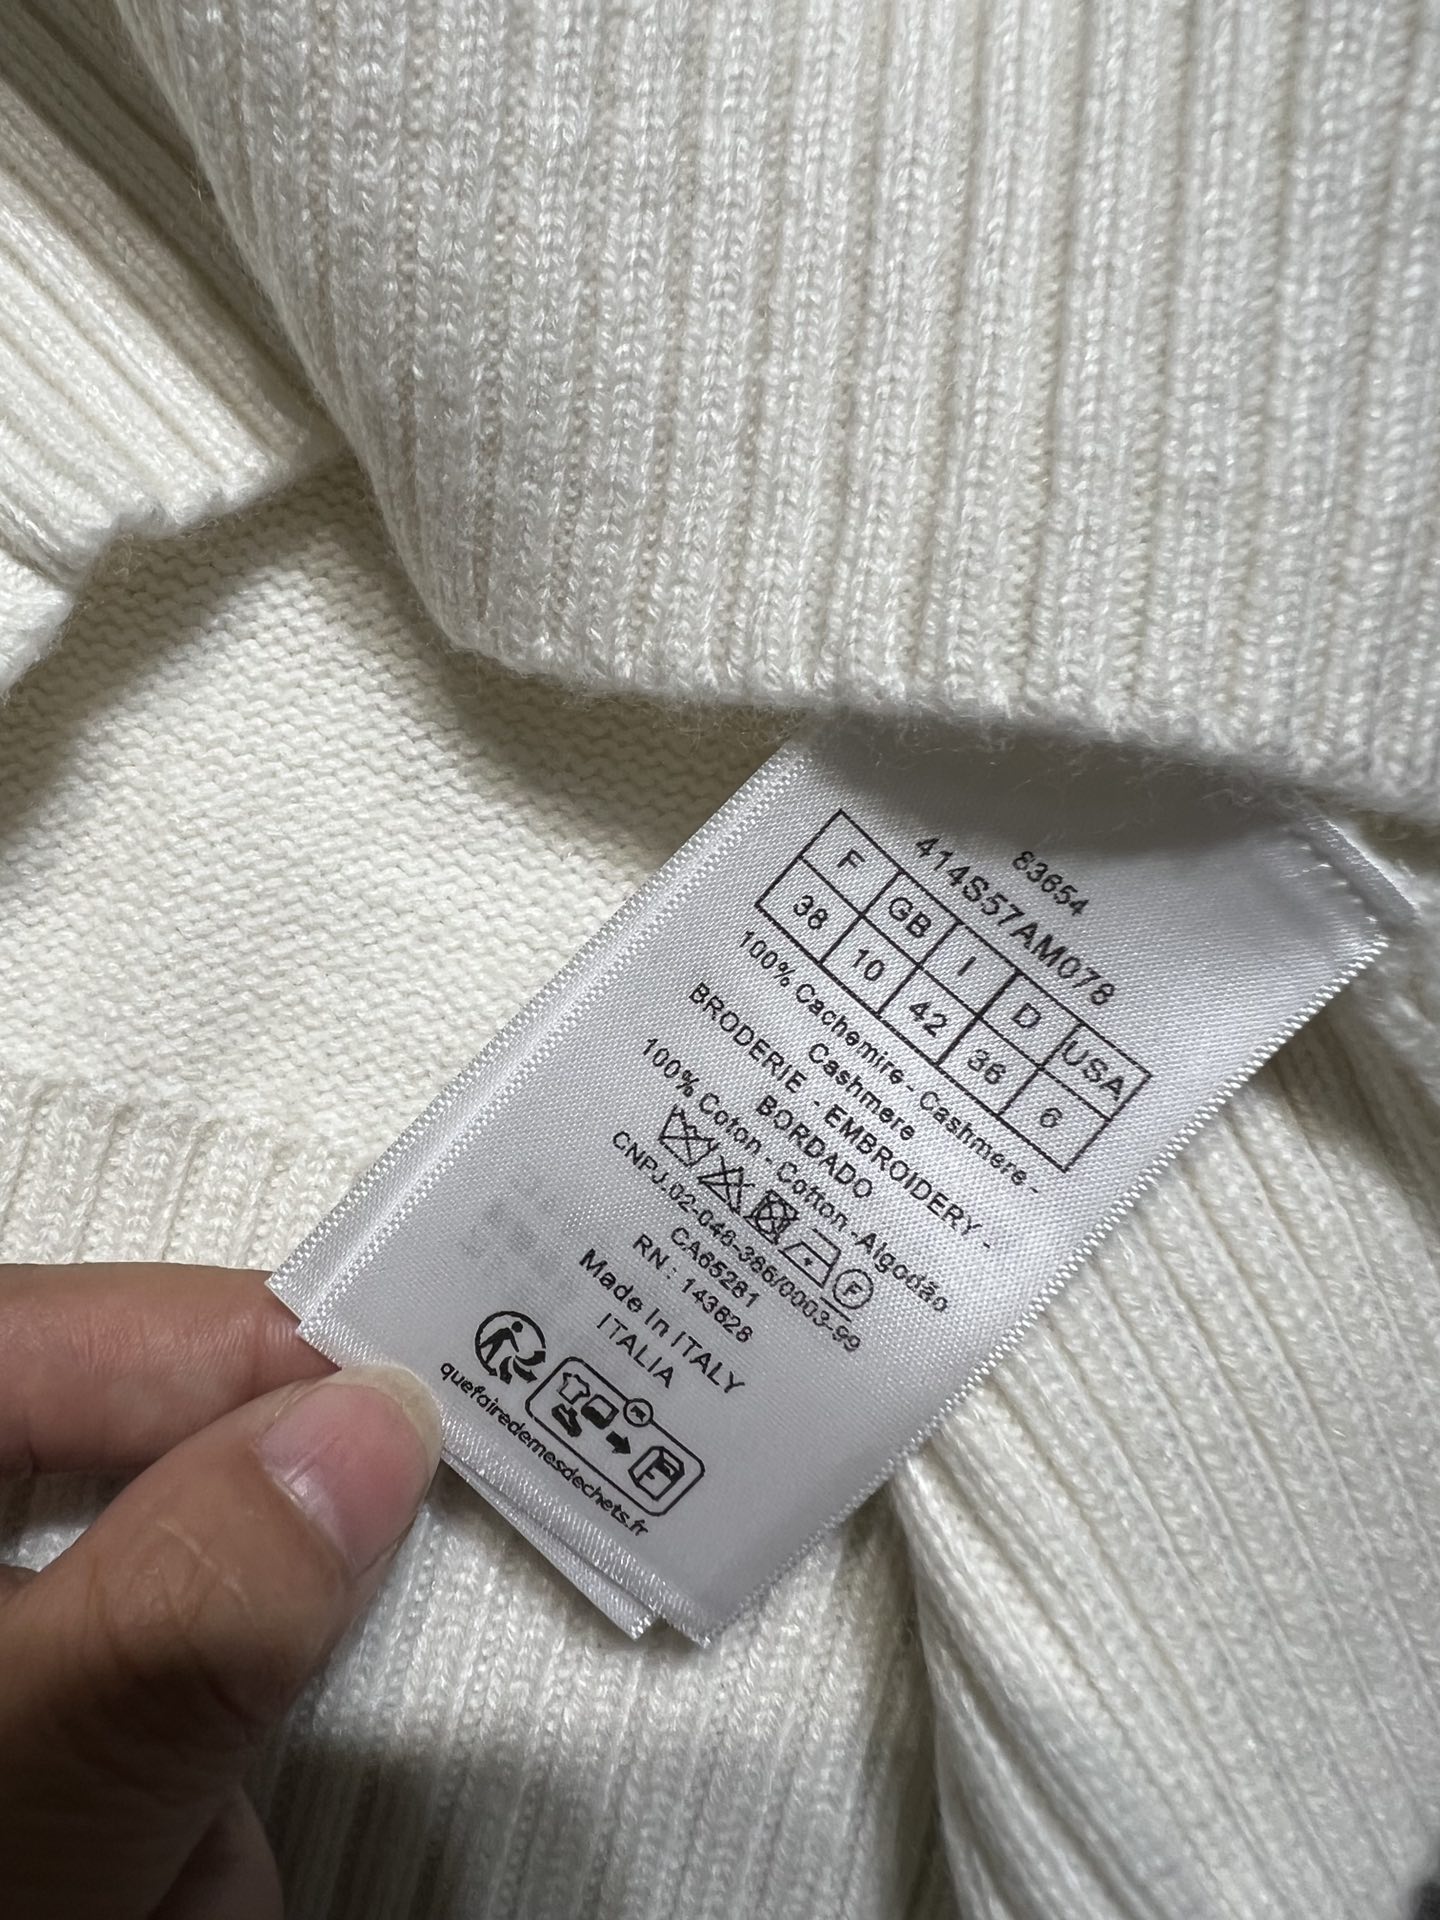 83654
414S57AM078
F GB I D USA
38 10 42 36 6
100% Cachemire - Cashmere -
Cashmere
BRODERIE - EMBROIDERY -
BORDADO
100% Coton - Cotton -Algodão
F
CNPJ.02-048-386/0003-99
CA65281
RN : 143828
Made In ITALY
ITALIA
FR
quefairedemesdechets.fr